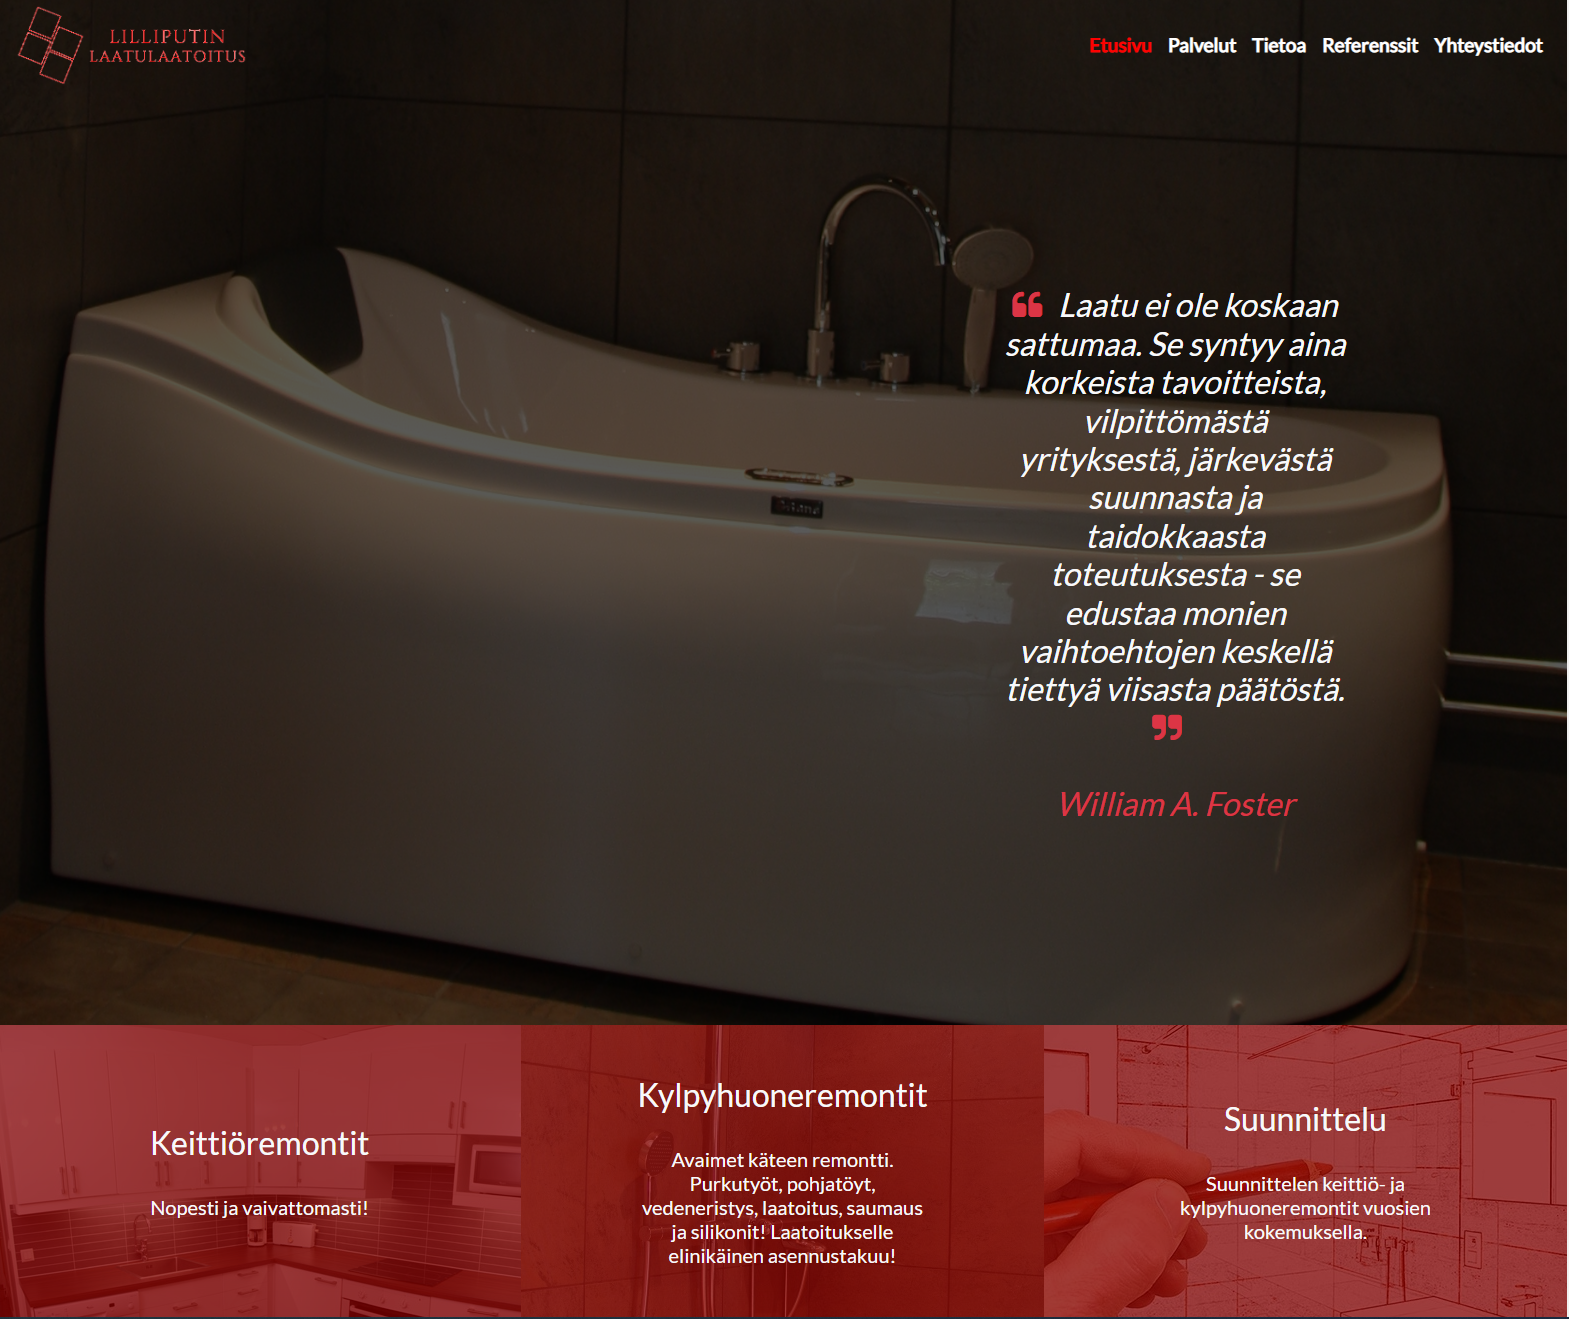 LILLIPUTIN
LAATULAATOITUS
Etusivu Palvelut Tietoa Referenssit Yhteystiedot
❝ Laatu ei ole koskaan
sattumaa. Se syntyy aina
korkeista tavoitteista,
vilpittömästä
yrityksestä, järkevästä
suunnasta ja
taidokkaasta
toteutuksesta - se
edustaa monien
vaihtoehtojen keskellä
tiettyä viisasta päätöstä.
❞
William A. Foster
Keittiöremontit
Nopesti ja vaivattomasti!
Kylpyhuoneremontit
Avaimet käteen remontti.
Purkutyöt, pohjatöyt,
vedeneristys, laatoitus, saumaus
ja silikonit! Laatoitukselle
elinikäinen asennustakuu!
Suunnittelu
Suunnittelen keittiö- ja
kylpyhuoneremontit vuosien
kokemuksella.